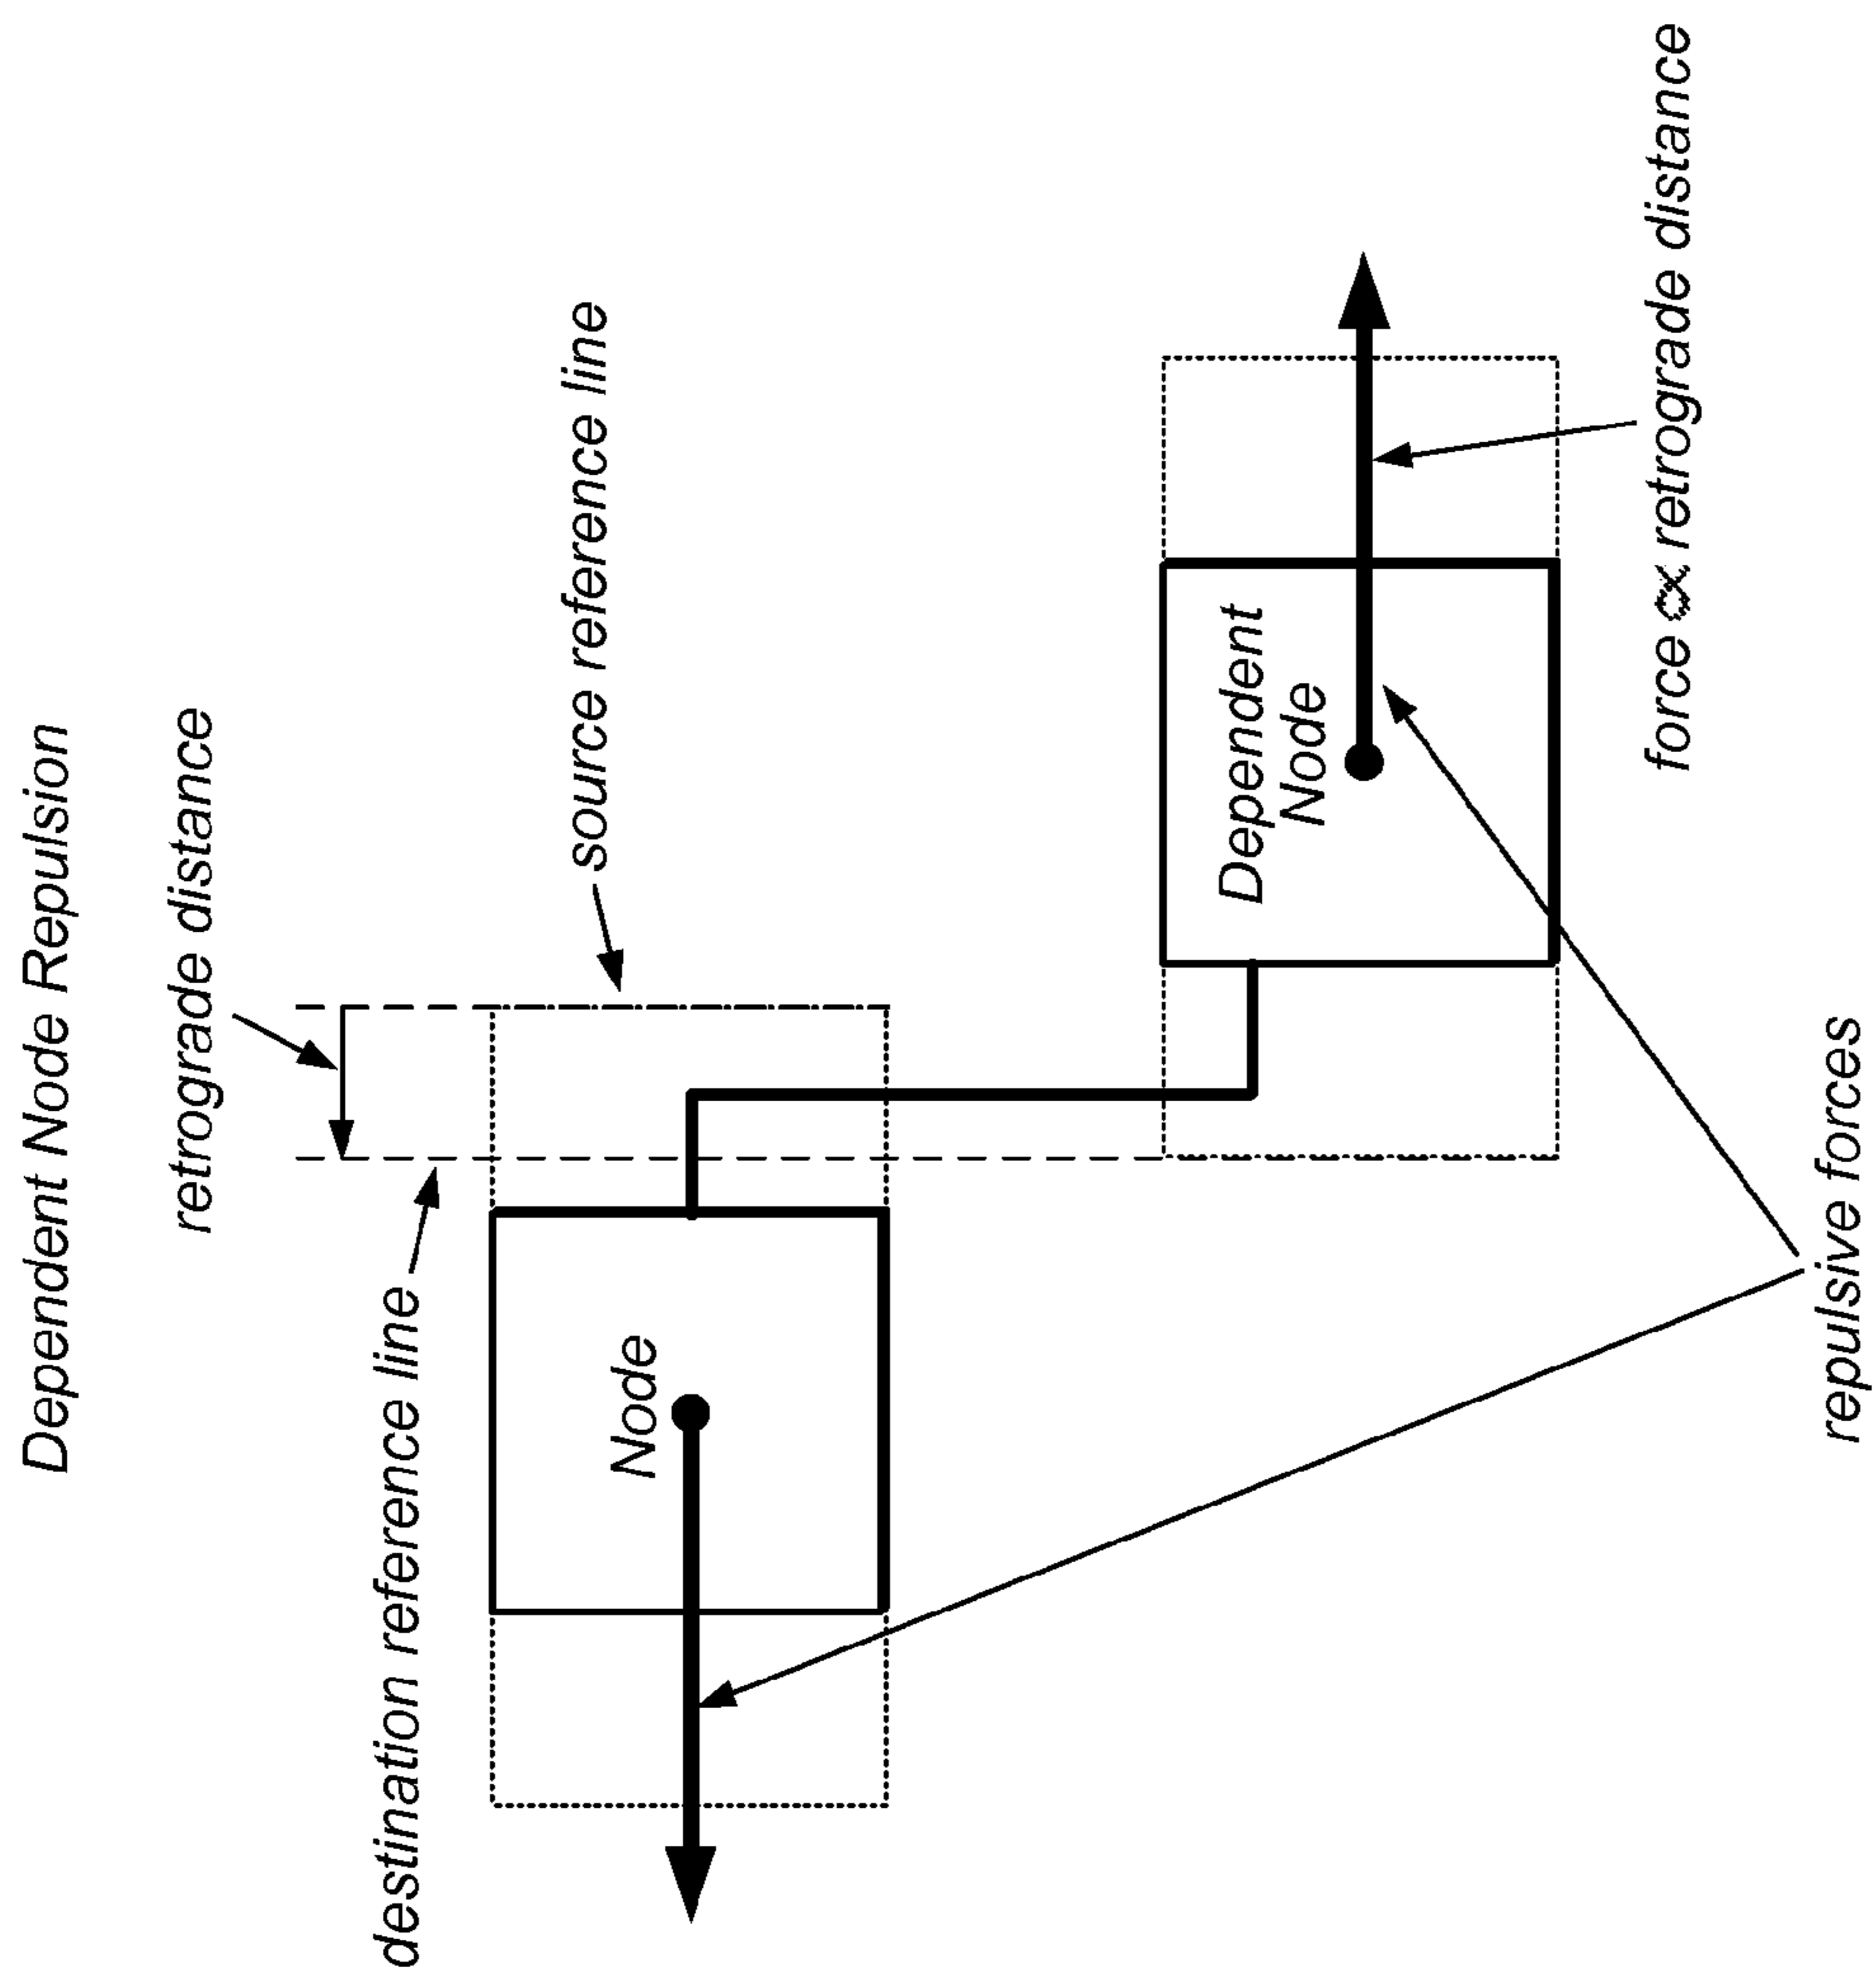 Dependent Node Repulsion
retrograde distance
destination reference line
source reference line
Node
Dependent
Node
force ∝ retrograde distance
repulsive forces